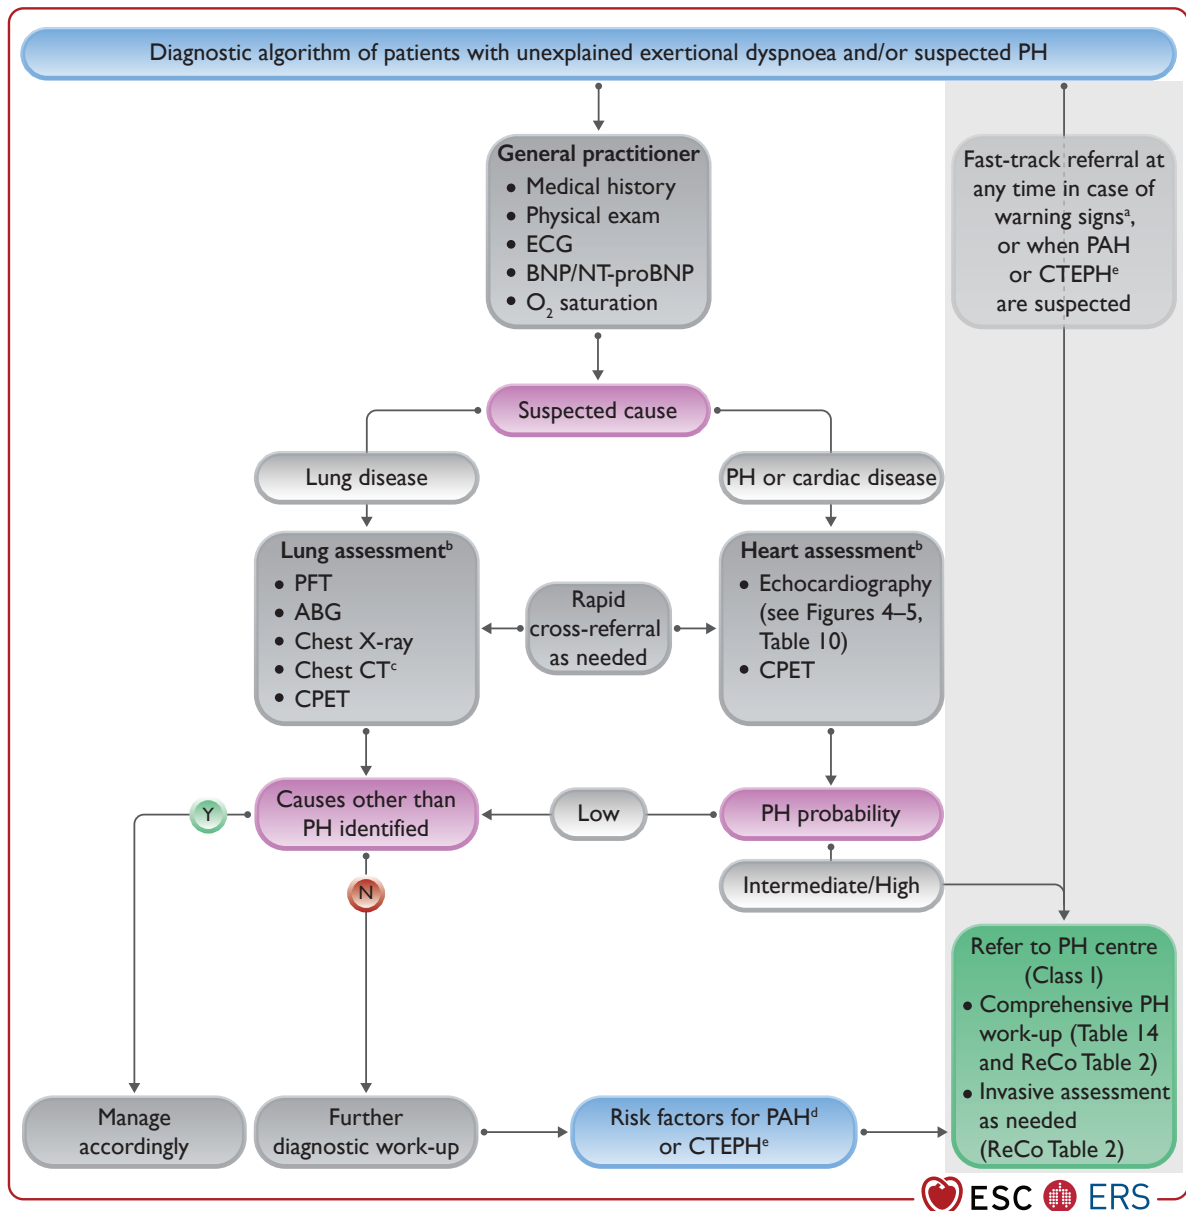 Diagnostic algorithm of patients with unexplained exertional dyspnoea and/or suspected PH
General practitioner
• Medical history
• Physical exam
• ECG
• BNP/NT-proBNP
• O₂ saturation
Fast-track referral at
any time in case of
warning signsᵃ,
or when PAH
or CTEPHᵉ
are suspected
Suspected cause
Lung disease
PH or cardiac disease
Lung assessmentᵇ
• PFT
• ABG
• Chest X-ray
• Chest CTᶜ
• CPET
Rapid
cross-referral
as needed
Heart assessmentᵇ
• Echocardiography
(see Figures 4–5,
Table 10)
• CPET
Y
Causes other than
PH identified
Low
PH probability
N
Intermediate/High
Refer to PH centre
(Class I)
• Comprehensive PH
work-up (Table 14
and ReCo Table 2)
• Invasive assessment
as needed
(ReCo Table 2)
Manage
accordingly
Further
diagnostic work-up
Risk factors for PAHᵈ
or CTEPHᵉ
ESC ERS